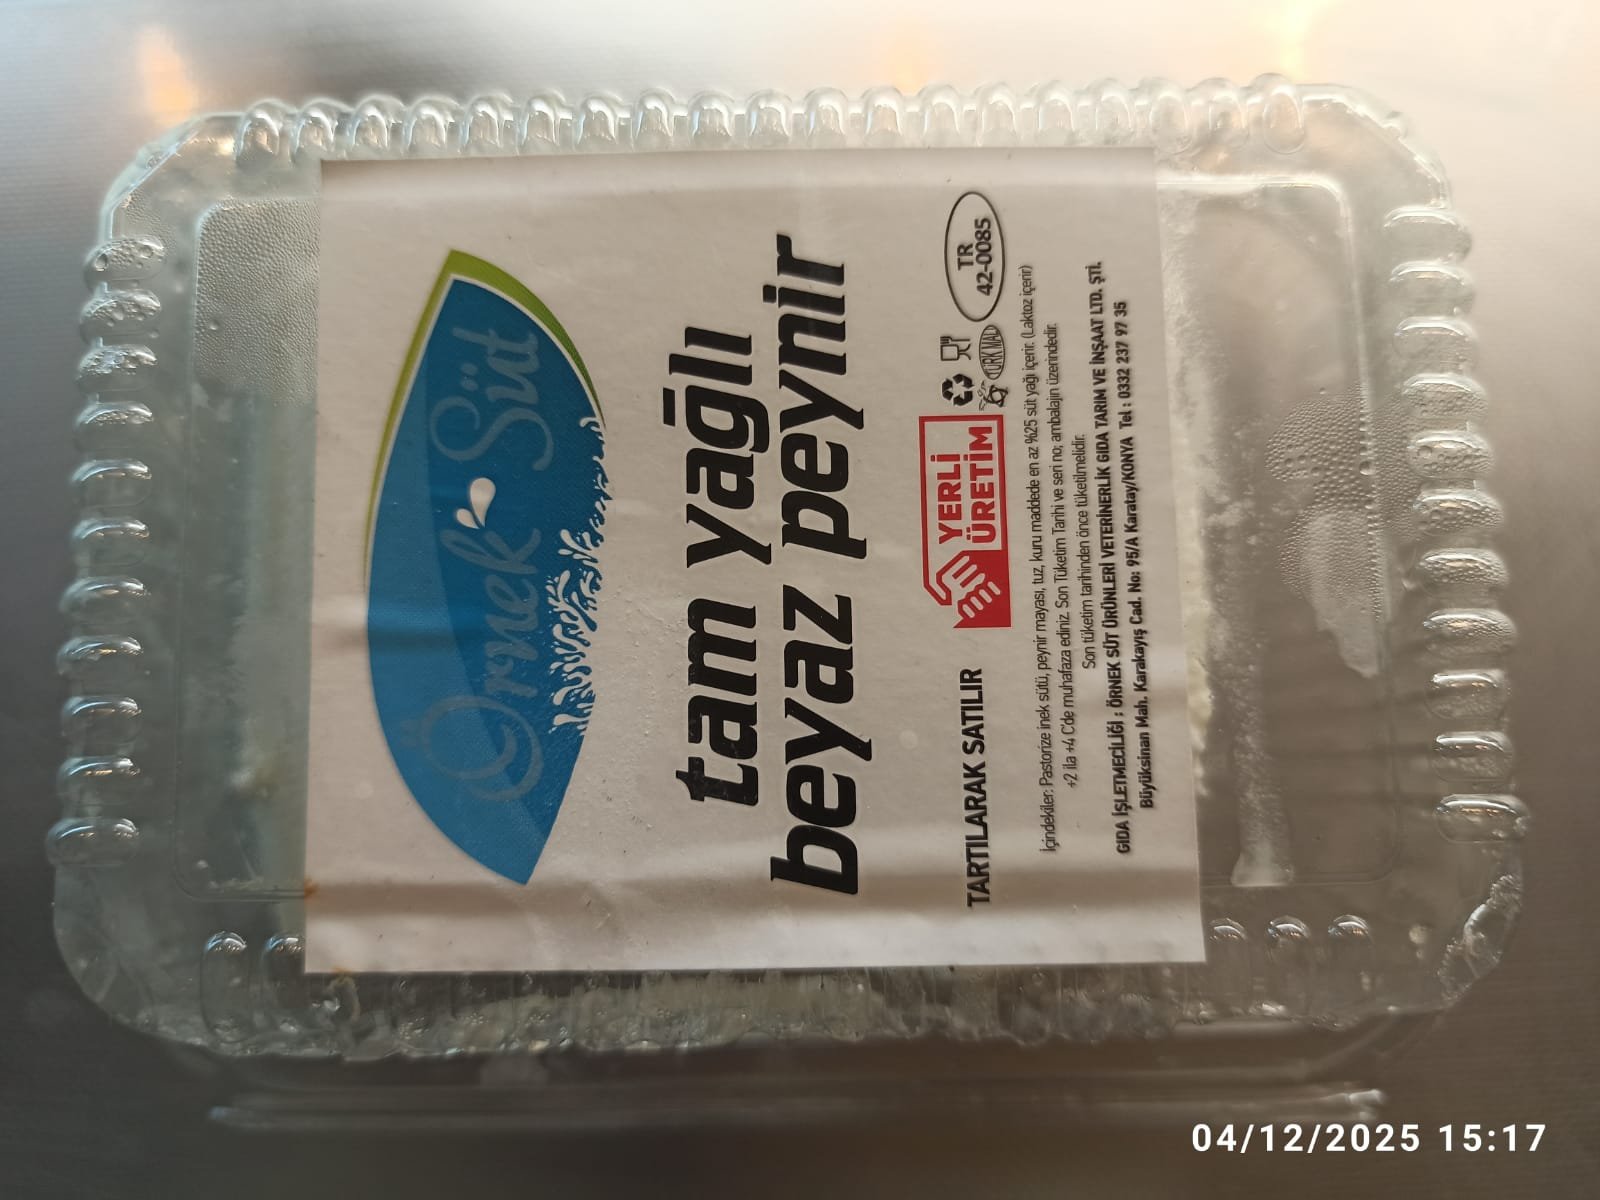 Örnek Süt
tam yağlı
beyaz peynir
TARTILARAK SATILIR
YERLİ
ÜRETİM
TÜRK MALI
TR
42-0085
İçindekiler: Pastörize inek sütü, peynir mayası, tuz, kuru maddede en az %25 süt yağı içerir. (Laktoz içerir)
+2 ila +4 C'de muhafaza ediniz. Son Tüketim Tarihi ve seri no; ambalajın üzerindedir.
Son tüketim tarihinden önce tüketilmelidir.
GIDA İŞLETMECİLİĞİ ; ÖRNEK SÜT ÜRÜNLERİ VETERİNERLİK GIDA TARIM VE İNŞAAT LTD. ŞTİ.
Büyüksinan Mah. Karakayış Cad. No: 95/A Karatay/KONYA Tel : 0332 237 97 35
04/12/2025 15:17